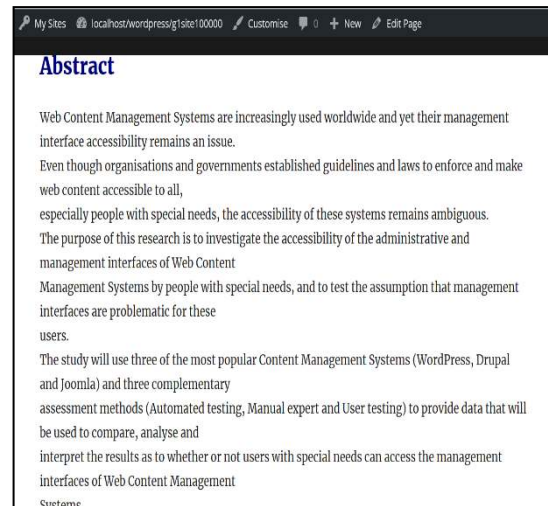 My Sites localhost/wordpress/g1site100000 Customise 0 New Edit Page
Abstract
Web Content Management Systems are increasingly used worldwide and yet their management
interface accessibility remains an issue.
Even though organisations and governments established guidelines and laws to enforce and make
web content accessible to all,
especially people with special needs, the accessibility of these systems remains ambiguous.
The purpose of this research is to investigate the accessibility of the administrative and
management interfaces of Web Content
Management Systems by people with special needs, and to test the assumption that management
interfaces are problematic for these
users.
The study will use three of the most popular Content Management Systems (WordPress, Drupal
and Joomla) and three complementary
assessment methods (Automated testing, Manual expert and User testing) to provide data that will
be used to compare, analyse and
interpret the results as to whether or not users with special needs can access the management
interfaces of Web Content Management
Systems